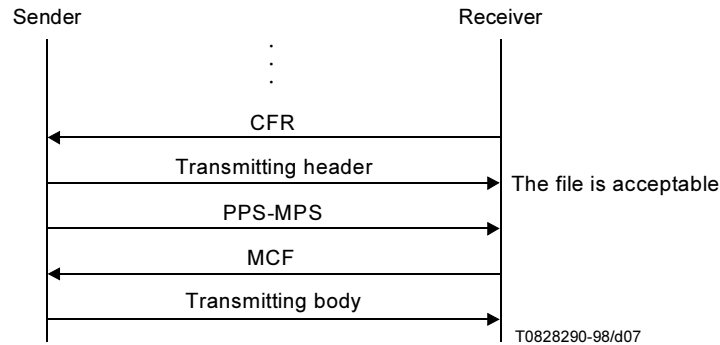 Sender Receiver
.
.
.
CFR
Transmitting header
The file is acceptable
PPS-MPS
MCF
Transmitting body
T0828290-98/d07